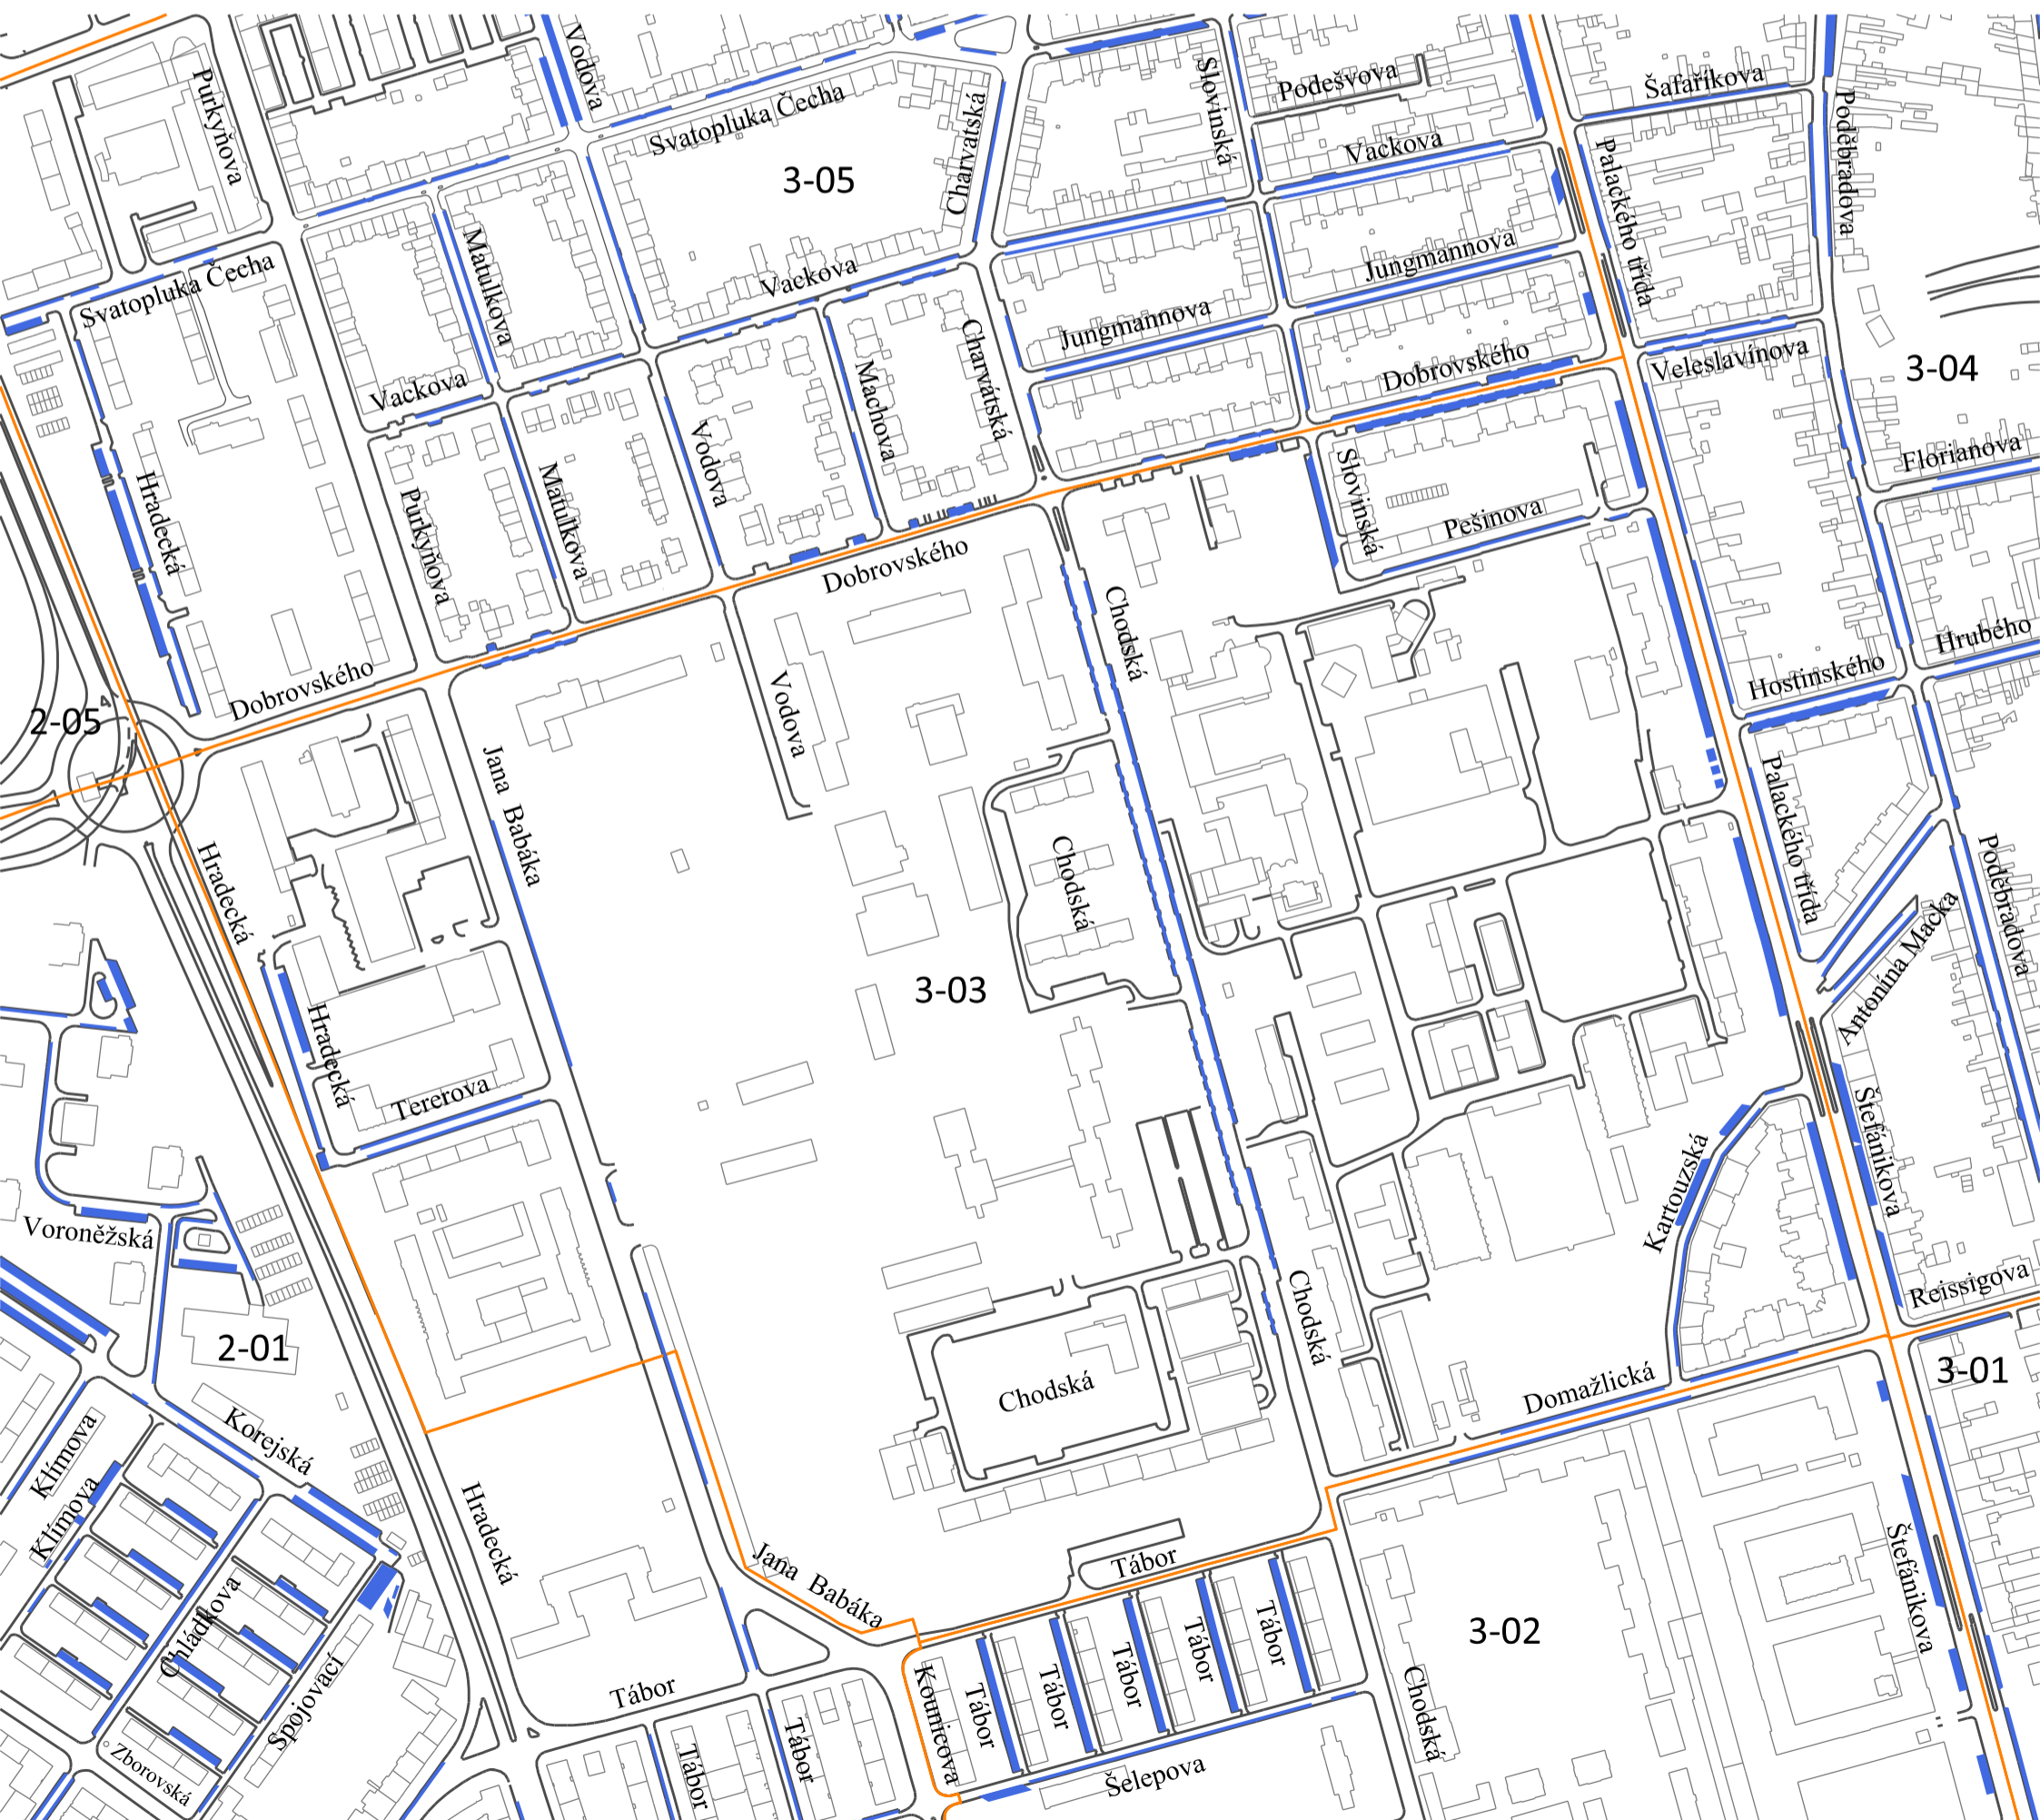 Vodova
Purkyňova
Svatopluka Čecha
Charvatská
Slovinská
Podešvova
Šafaříkova
Vackova
Palackého třída
Poděbradova
3-05
Svatopluka Čecha
Matulkova
Vackova
Jungmannova
Jungmannova
Vackova
Machova
Charvatská
Dobrovského
Veleslavínova
3-04
Hradecká
Purkyňova
Matulkova
Vodova
Slovinská
Pešinova
Florianova
Dobrovského
Chodská
Hrubého
Hostinského
Dobrovského
2-05
Jana Babáka
Vodova
Palackého třída
Hradecká
Chodská
Poděbradova
Antonína Macka
3-03
Hradecká
Tererova
Štefánikova
Kartouzská
Voroněžská
Chodská
Reissigova
2-01
Chodská
Domažlická
3-01
Klímova
Korejská
Klímova
Hradecká
Jana Babáka
Tábor
Štefánikova
Chládkova
Spojovací
Zborovská
Tábor
Kounicova
Tábor
Tábor
Tábor
Tábor
Tábor
3-02
Chodská
Tábor
Tábor
Šelepova